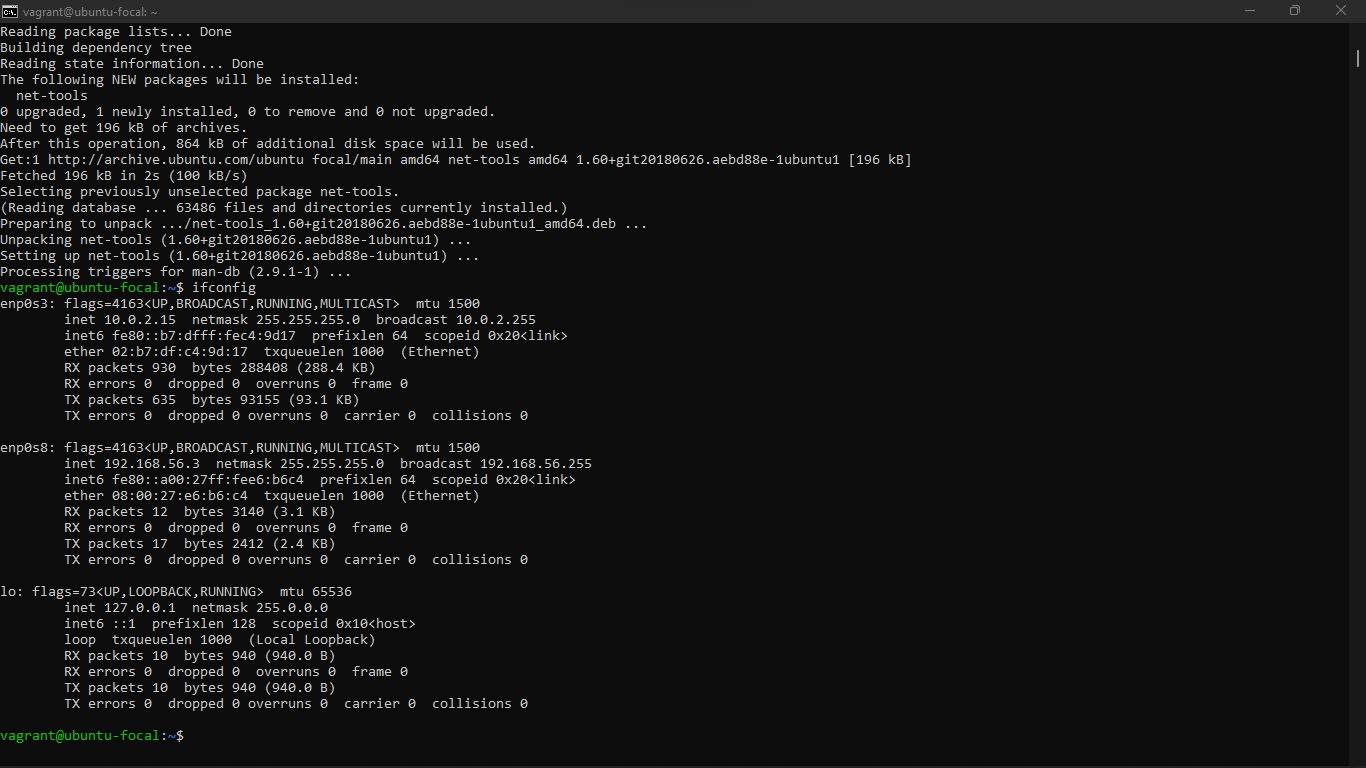 vagrant@ubuntu-focal: ~
Reading package lists... Done
Building dependency tree
Reading state information... Done
The following NEW packages will be installed:
  net-tools
0 upgraded, 1 newly installed, 0 to remove and 0 not upgraded.
Need to get 196 kB of archives.
After this operation, 864 kB of additional disk space will be used.
Get:1 http://archive.ubuntu.com/ubuntu focal/main amd64 net-tools amd64 1.60+git20180626.aebd88e-1ubuntu1 [196 kB]
Fetched 196 kB in 2s (100 kB/s)
Selecting previously unselected package net-tools.
(Reading database ... 63486 files and directories currently installed.)
Preparing to unpack .../net-tools_1.60+git20180626.aebd88e-1ubuntu1_amd64.deb ...
Unpacking net-tools (1.60+git20180626.aebd88e-1ubuntu1) ...
Setting up net-tools (1.60+git20180626.aebd88e-1ubuntu1) ...
Processing triggers for man-db (2.9.1-1) ...
vagrant@ubuntu-focal:~$ ifconfig
enp0s3: flags=4163<UP,BROADCAST,RUNNING,MULTICAST>  mtu 1500
        inet 10.0.2.15  netmask 255.255.255.0  broadcast 10.0.2.255
        inet6 fe80::b7:dfff:fec4:9d17  prefixlen 64  scopeid 0x20<link>
        ether 02:b7:df:c4:9d:17  txqueuelen 1000  (Ethernet)
        RX packets 930  bytes 288408 (288.4 KB)
        RX errors 0  dropped 0  overruns 0  frame 0
        TX packets 635  bytes 93155 (93.1 KB)
        TX errors 0  dropped 0 overruns 0  carrier 0  collisions 0

enp0s8: flags=4163<UP,BROADCAST,RUNNING,MULTICAST>  mtu 1500
        inet 192.168.56.3  netmask 255.255.255.0  broadcast 192.168.56.255
        inet6 fe80::a00:27ff:fee6:b6c4  prefixlen 64  scopeid 0x20<link>
        ether 08:00:27:e6:b6:c4  txqueuelen 1000  (Ethernet)
        RX packets 12  bytes 3140 (3.1 KB)
        RX errors 0  dropped 0  overruns 0  frame 0
        TX packets 17  bytes 2412 (2.4 KB)
        TX errors 0  dropped 0 overruns 0  carrier 0  collisions 0

lo: flags=73<UP,LOOPBACK,RUNNING>  mtu 65536
        inet 127.0.0.1  netmask 255.0.0.0
        inet6 ::1  prefixlen 128  scopeid 0x10<host>
        loop  txqueuelen 1000  (Local Loopback)
        RX packets 10  bytes 940 (940.0 B)
        RX errors 0  dropped 0  overruns 0  frame 0
        TX packets 10  bytes 940 (940.0 B)
        TX errors 0  dropped 0 overruns 0  carrier 0  collisions 0

vagrant@ubuntu-focal:~$